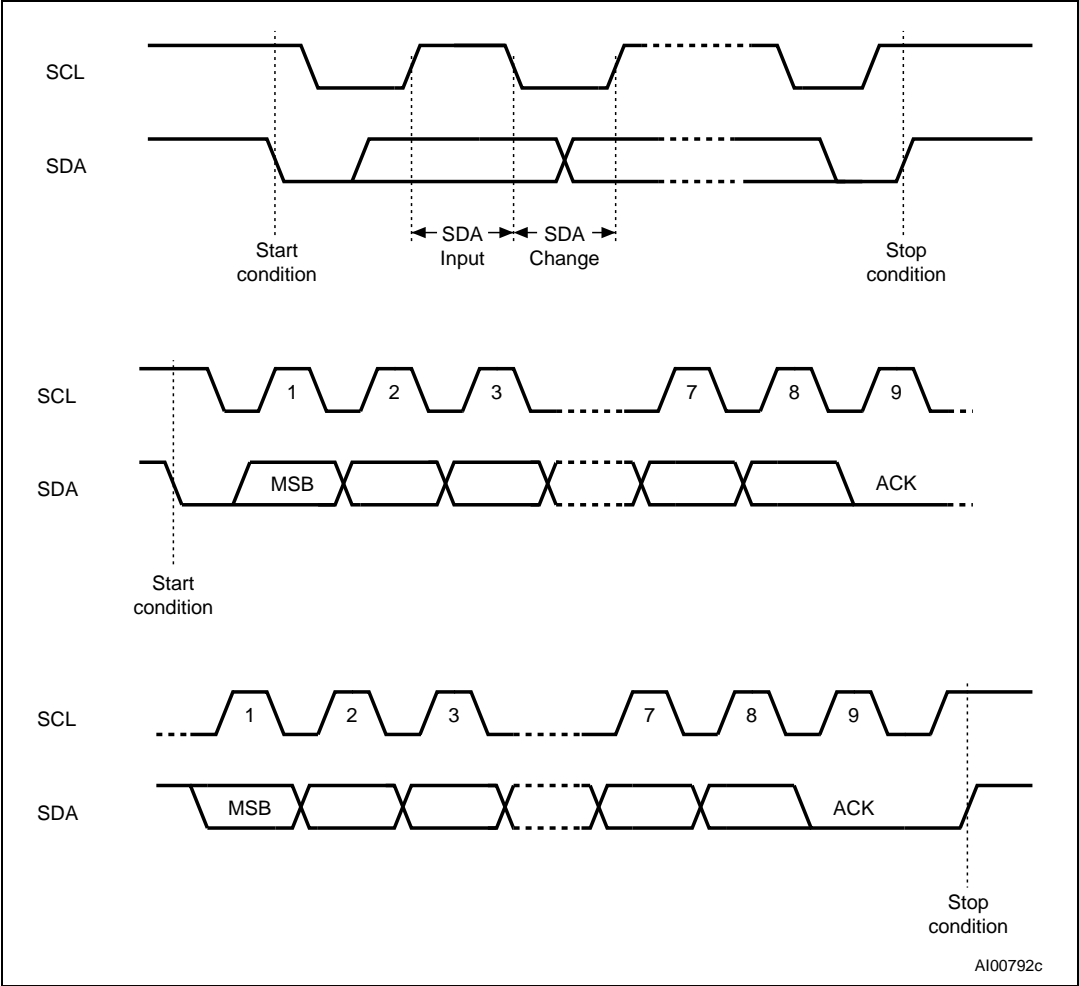 SCL
SDA
SDA
Input
SDA
Change
Start
condition
Stop
condition
SCL
1
2
3
7
8
9
SDA
MSB
ACK
Start
condition
SCL
1
2
3
7
8
9
SDA
MSB
ACK
Stop
condition
AI00792c